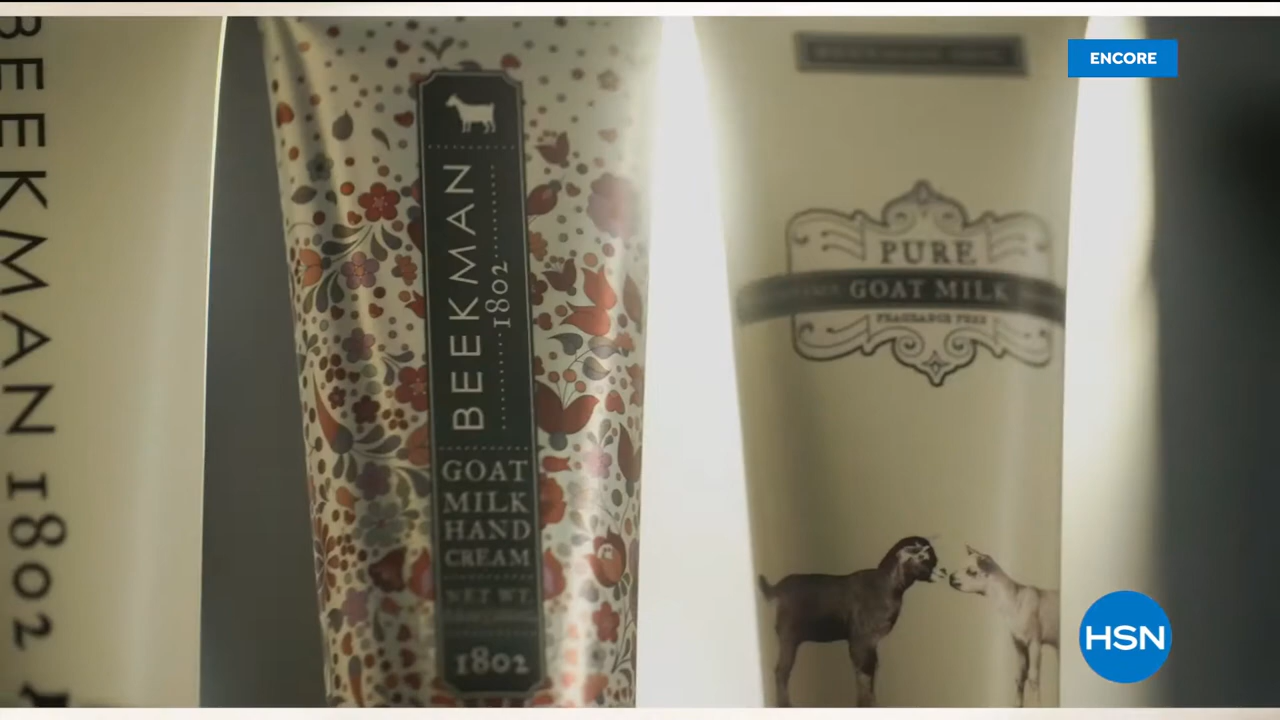 BEEKMAN 1802
BEEKMAN
1802
GOAT
MILK
HAND
CREAM
NET WT.
1802
PURE
GOAT MILK
FRAGRANCE FREE
ENCORE
HSN